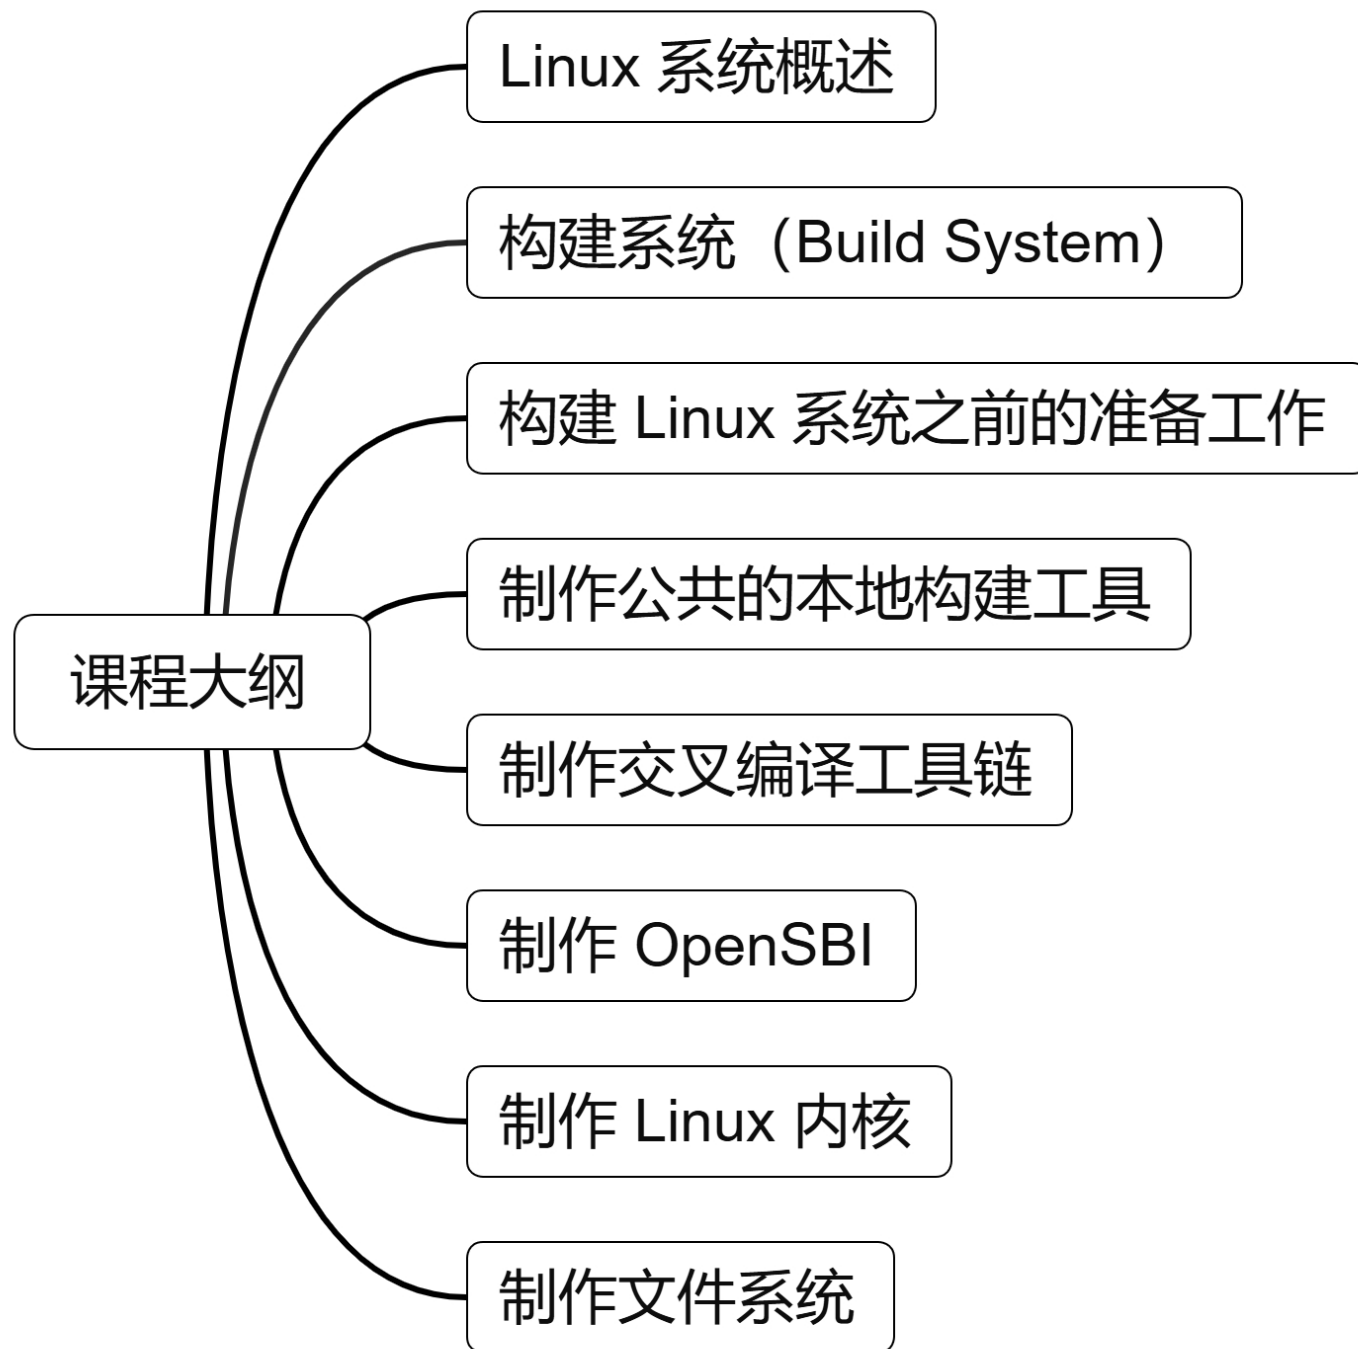 Linux 系统概述
构建系统（Build System）
构建 Linux 系统之前的准备工作
制作公共的本地构建工具
课程大纲
制作交叉编译工具链
制作 OpenSBI
制作 Linux 内核
制作文件系统